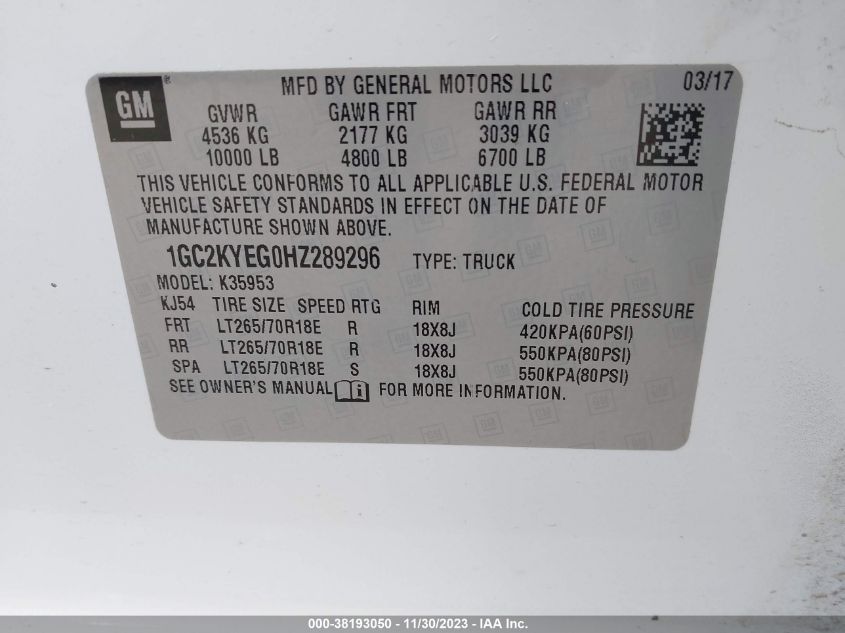 GM ®
MFD BY GENERAL MOTORS LLC 03/17
GVWR GAWR FRT GAWR RR
4536 KG 2177 KG 3039 KG
10000 LB 4800 LB 6700 LB
THIS VEHICLE CONFORMS TO ALL APPLICABLE U.S. FEDERAL MOTOR
VEHICLE SAFETY STANDARDS IN EFFECT ON THE DATE OF
MANUFACTURE SHOWN ABOVE.
1GC2KYEG0HZ289296 TYPE: TRUCK
MODEL: K35953
KJ54 TIRE SIZE SPEED RTG RIM COLD TIRE PRESSURE
FRT LT265/70R18E R 18X8J 420KPA(60PSI)
RR LT265/70R18E R 18X8J 550KPA(80PSI)
SPA LT265/70R18E S 18X8J 550KPA(80PSI)
SEE OWNER'S MANUAL i FOR MORE INFORMATION.
000-38193050 - 11/30/2023 - IAA Inc.